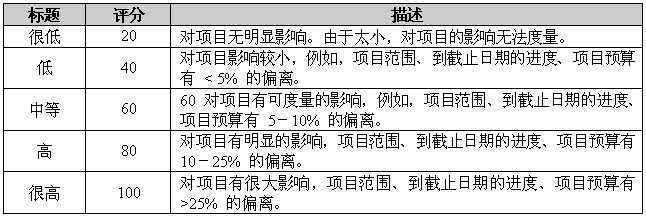 标题 评分 描述
很低 20 对项目无明显影响。由于太小，对项目的影响无法度量。
低 40 对项目影响较小，例如，项目范围、到截止日期的进度、项目预算
有 < 5% 的偏离。
中等 60 60 对项目有可度量的影响，例如，项目范围、到截止日期的进度、
项目预算有 5－10% 的偏离。
高 80 对项目有明显的影响，项目范围、到截止日期的进度、项目预算有
10－25% 的偏离。
很高 100 对项目有很大影响，项目范围、到截止日期的进度、项目预算有
>25% 的偏离。